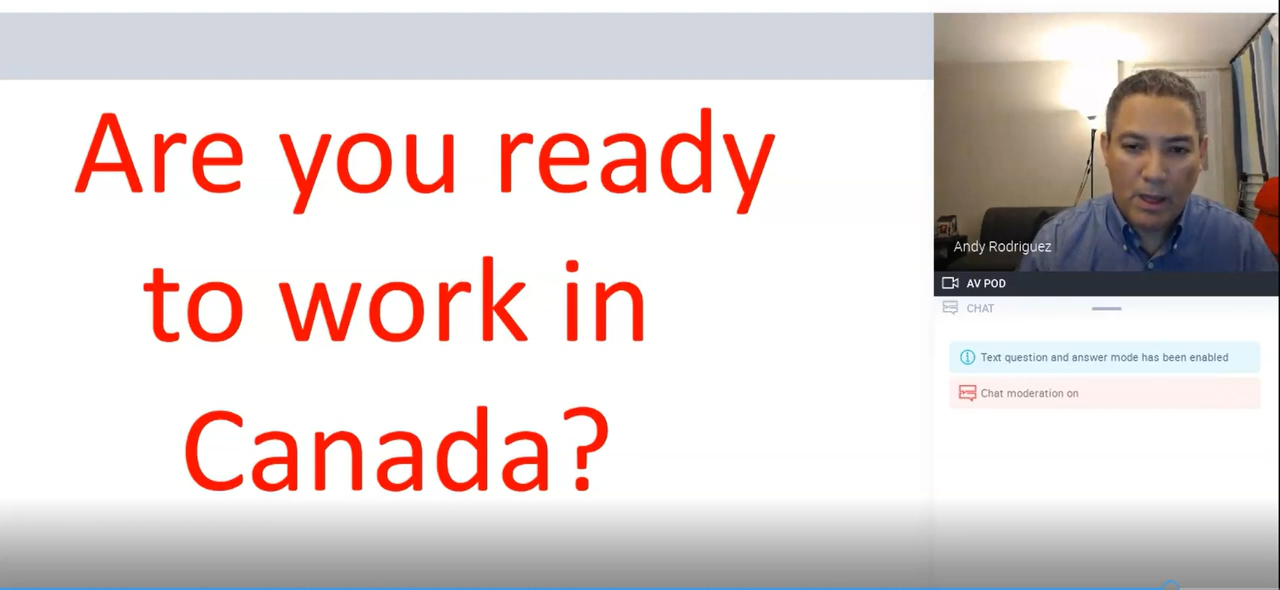 Are you ready
to work in
Canada?
Andy Rodriguez
AV POD
CHAT
Text question and answer mode has been enabled
Chat moderation on